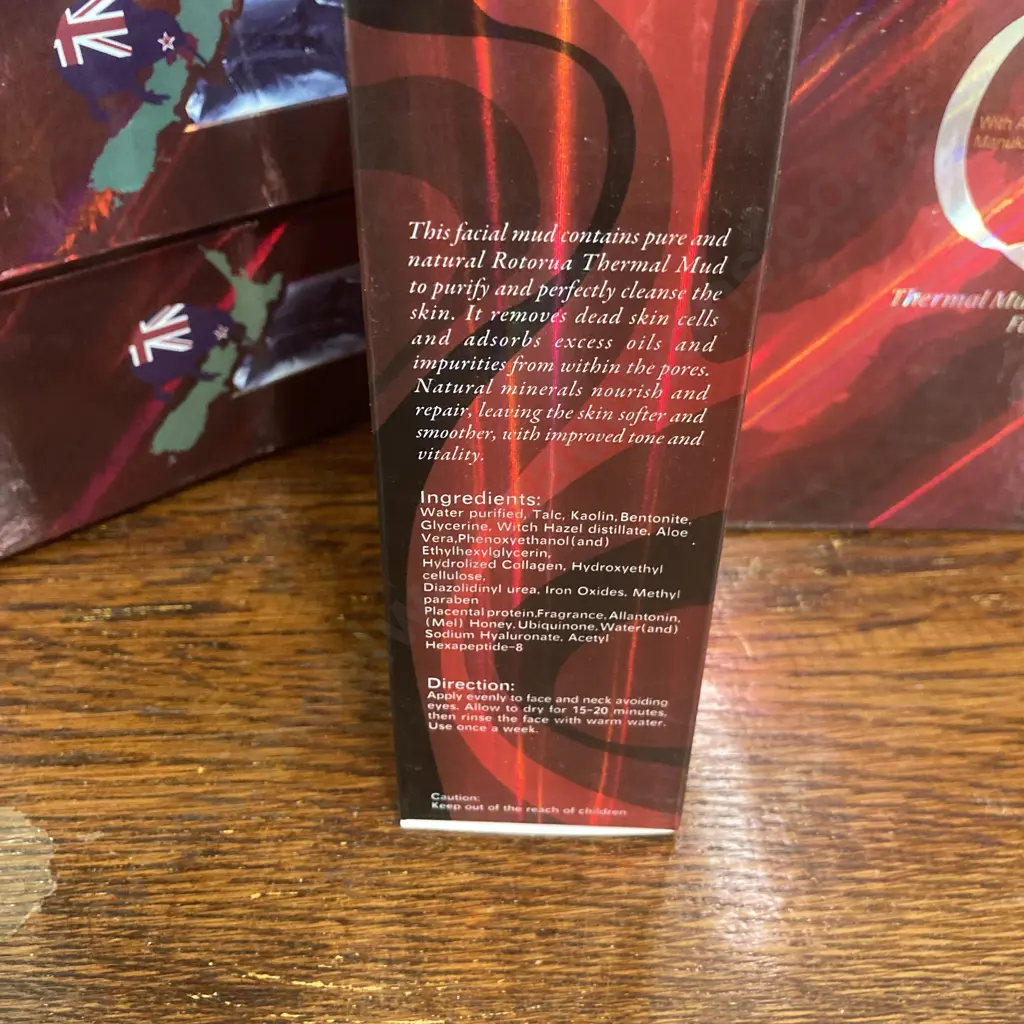 This facial mud contains pure and
natural Rotorua Thermal Mud
to purify and perfectly cleanse the
skin. It removes dead skin cells
and adsorbs excess oils and
impurities from within the pores.
Natural minerals nourish and
repair, leaving the skin softer and
smoother, with improved tone and
vitality.
Ingredients:
Water purified, Talc, Kaolin, Bentonite,
Glycerine, Witch Hazel distillate, Aloe
Vera,Phenoxyethanol(and)
Ethylhexylglycerin,
Hydrolized Collagen, Hydroxyethyl
cellulose,
Diazolidinyl urea, Iron Oxides, Methyl
paraben
Placental protein,Fragrance,Allantonin,
(Mel) Honey,Ubiquinone,Water(and)
Sodium Hyaluronate, Acetyl
Hexapeptide-8
Direction:
Apply evenly to face and neck avoiding
eyes. Allow to dry for 15-20 minutes,
then rinse the face with warm water.
Use once a week.
Caution:
Keep out of the reach of children
With
Thermal